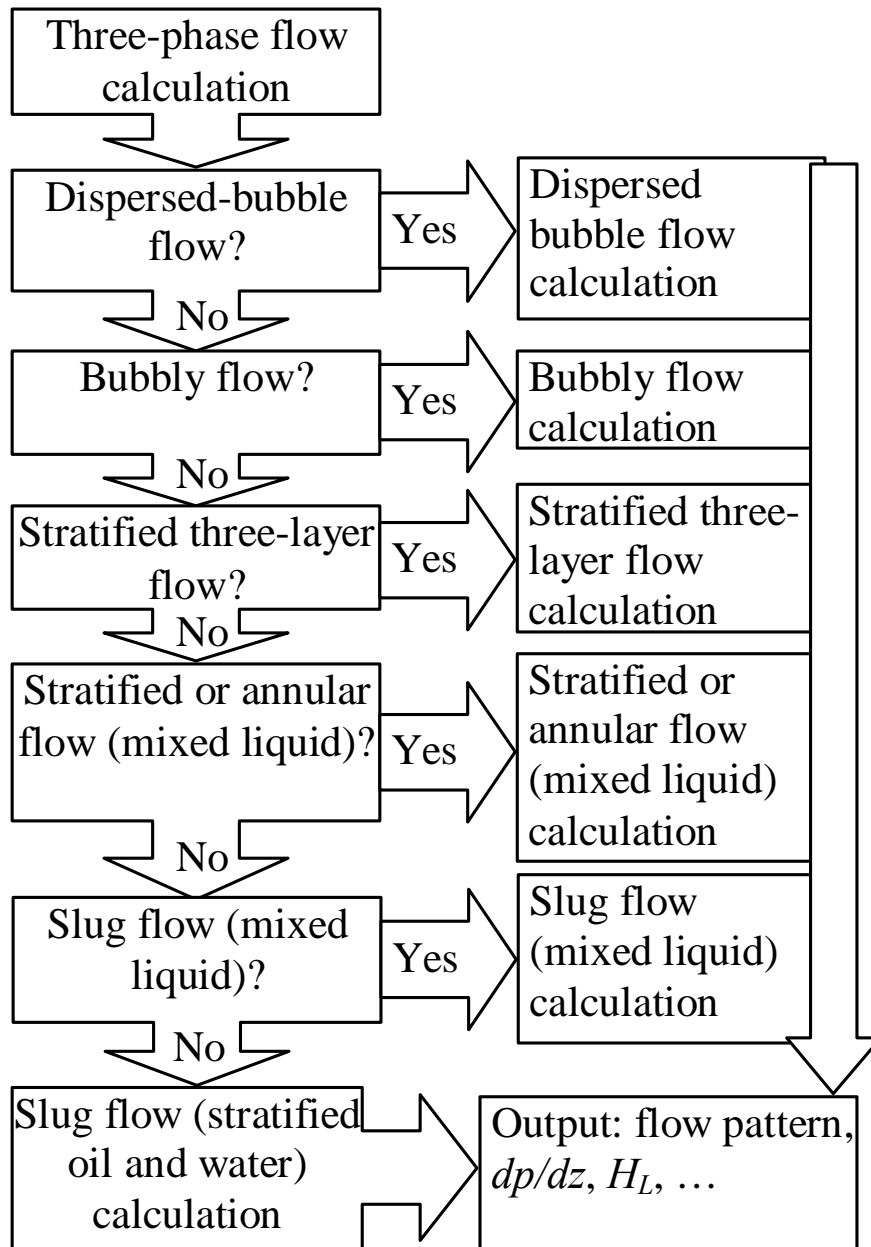 Three-phase flow
calculation
Dispersed-bubble
flow?
Yes
Dispersed
bubble flow
calculation
No
Bubbly flow?
Yes
Bubbly flow
calculation
No
Stratified three-layer
flow?
Yes
Stratified three-
layer flow
calculation
No
Stratified or annular
flow (mixed liquid)?
Yes
Stratified or
annular flow
(mixed liquid)
calculation
No
Slug flow (mixed
liquid)?
Yes
Slug flow
(mixed liquid)
calculation
No
Slug flow (stratified
oil and water)
calculation
Output: flow pattern,
dp/dz, H_L, …